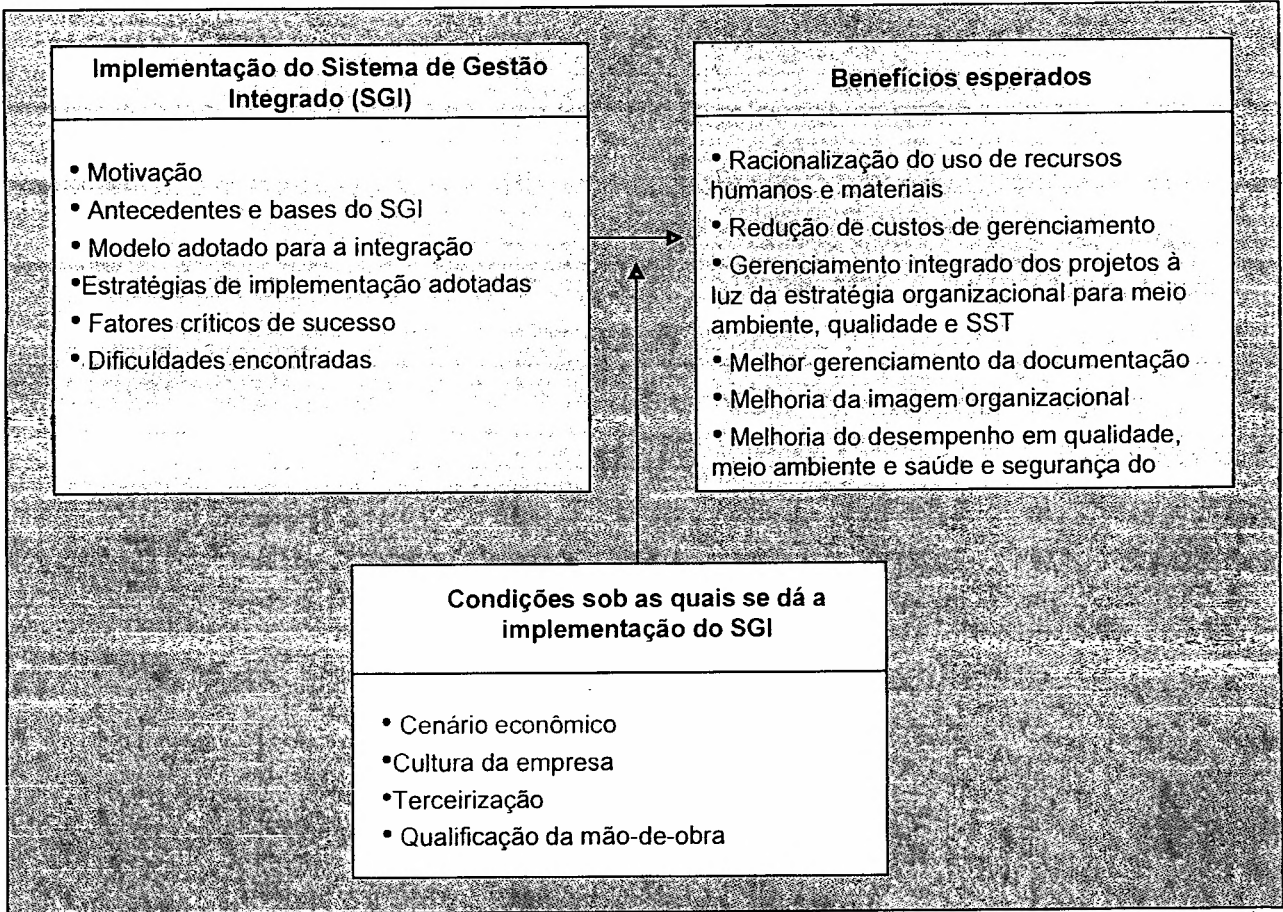 Implementação do Sistema de Gestão
Integrado (SGI)
• Motivação
• Antecedentes e bases do SGI
• Modelo adotado para a integração
•Estratégias de implementação adotadas
• Fatores críticos de sucesso
• Dificuldades encontradas
Benefícios esperados
• Racionalização do uso de recursos
humanos e materiais
• Redução de custos de gerenciamento
• Gerenciamento integrado dos projetos à
luz da estratégia organizacional para meio
ambiente, qualidade e SST
• Melhor gerenciamento da documentação
• Melhoria da imagem organizacional
• Melhoria do desempenho em qualidade,
meio ambiente e saúde e segurança do
Condições sob as quais se dá a
implementação do SGI
• Cenário econômico
•Cultura da empresa
•Terceirização
• Qualificação da mão-de-obra